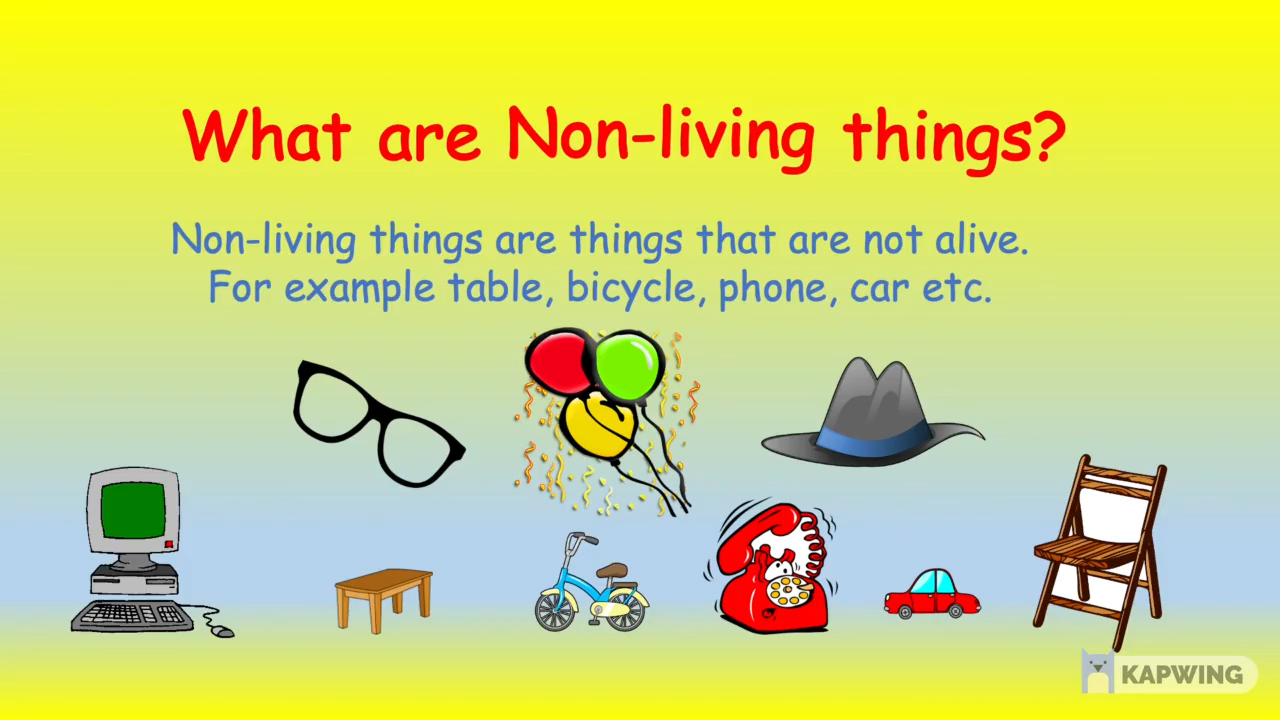 What are Non-living things?
Non-living things are things that are not alive.
For example table, bicycle, phone, car etc.
KAPWING